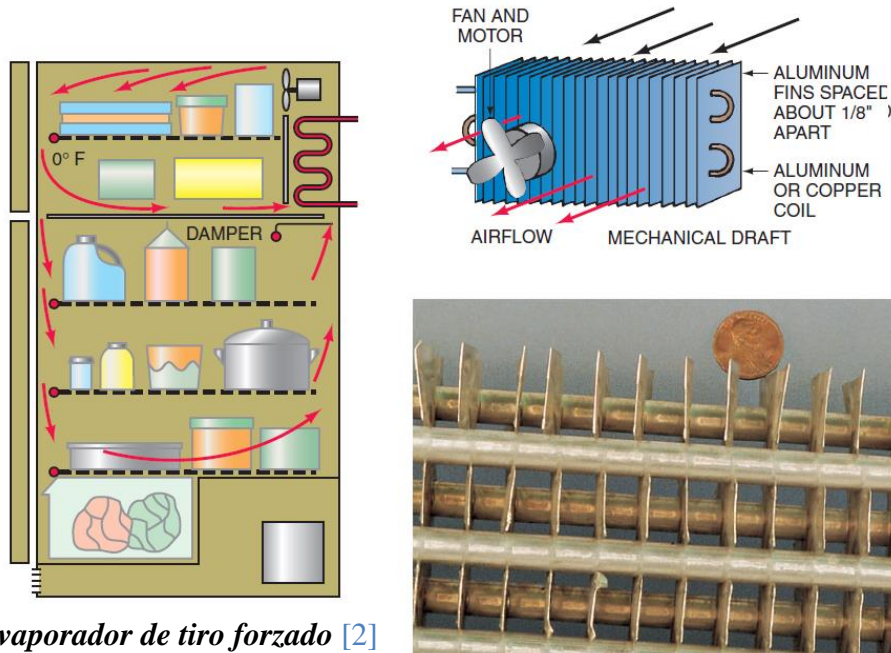 FAN AND
MOTOR
ALUMINUM
FINS SPACED
ABOUT 1/8"
APART
ALUMINUM
OR COPPER
COIL
AIRFLOW
MECHANICAL DRAFT
0° F
DAMPER
vaporador de tiro forzado [2]